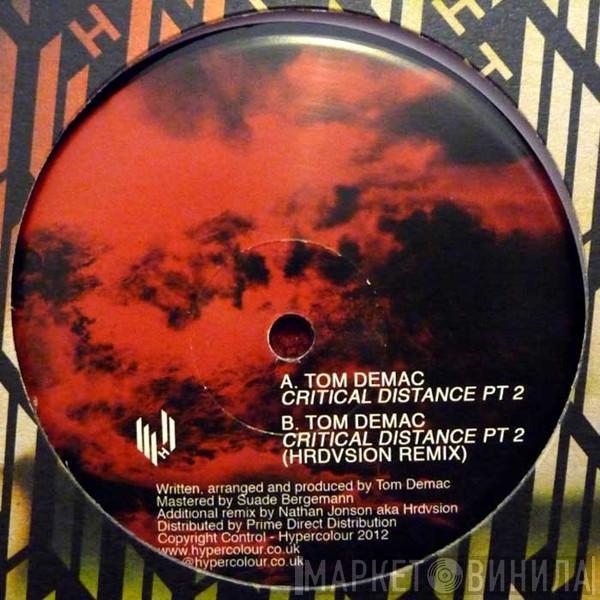 A. TOM DEMAC
CRITICAL DISTANCE PT 2
B. TOM DEMAC
CRITICAL DISTANCE PT 2
(HRDVSION REMIX)
Written, arranged and produced by Tom Demac
Mastered by Suade Bergemann
Additional remix by Nathan Jonson aka Hrdvsion
Distributed by Prime Direct Distribution
Copyright Control - Hypercolour 2012
www.hypercolour.co.uk
@hypercolour.co.uk
МАРКЕТ ВИНИЛА